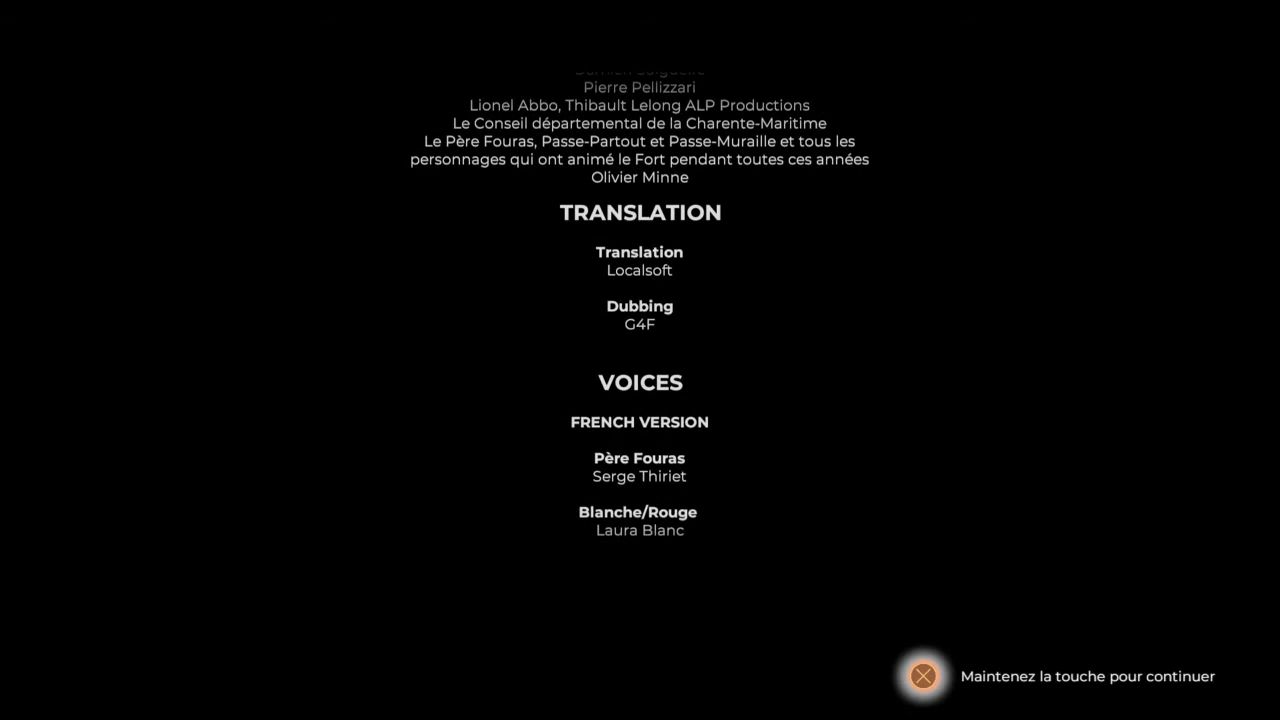 Pierre Pellizzari
Lionel Abbo, Thibault Lelong ALP Productions
Le Conseil départemental de la Charente-Maritime
Le Père Fouras, Passe-Partout et Passe-Muraille et tous les
personnages qui ont animé le Fort pendant toutes ces années
Olivier Minne
TRANSLATION
Translation
Localsoft
Dubbing
G4F
VOICES
FRENCH VERSION
Père Fouras
Serge Thiriet
Blanche/Rouge
Laura Blanc
Maintenez la touche pour continuer